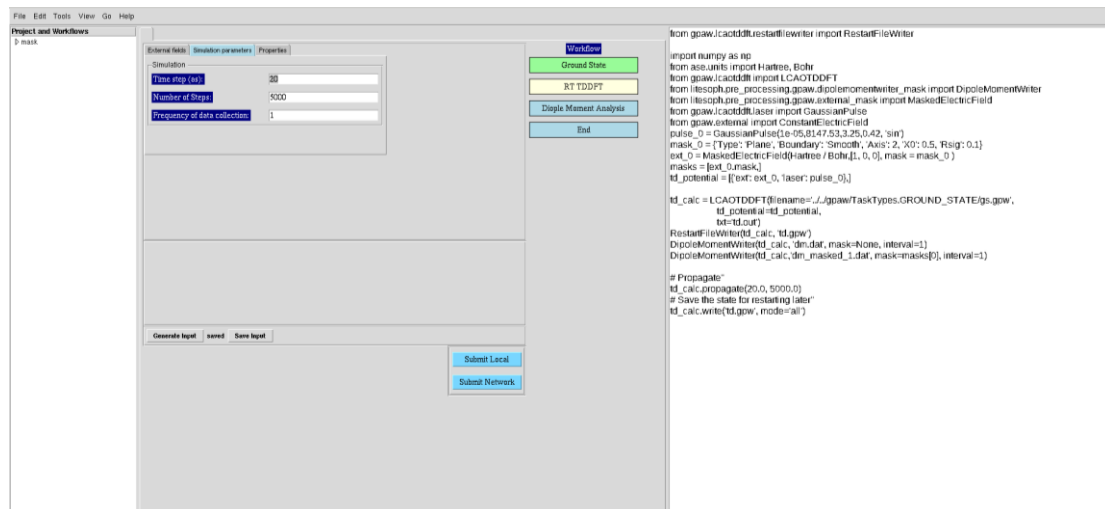 File Edit Tools View Go Help
Project and Workflows
mask
External fields Simulation parameters Properties
Simulation
Time step (as): 20
Number of Steps: 5000
Frequency of data collection: 1
Generate Input saved Save Input
Submit Local
Submit Network
Workflow
Ground State
RT TDDFT
Diople Moment Analysis
End
from gpaw.lcaotddft.restartfilewriter import RestartFileWriter
import numpy as np
from ase.units import Hartree, Bohr
from gpaw.lcaotddft import LCAOTDDFT
from litesoph.pre_processing.gpaw.dipolemomentwriter_mask import DipoleMomentWriter
from litesoph.pre_processing.gpaw.external_mask import MaskedElectricField
from gpaw.lcaotddft.laser import GaussianPulse
from gpaw.external import ConstantElectricField
pulse_0 = GaussianPulse(1e-05,8147.53,3.25,0.42, 'sin')
mask_0 = {'Type': 'Plane', 'Boundary': 'Smooth', 'Axis': 2, 'X0': 0.5, 'Rsig': 0.1}
ext_0 = MaskedElectricField(Hartree / Bohr,[1, 0, 0], mask = mask_0 )
masks = [ext_0.mask,]
td_potential = [{'ext': ext_0, 'laser': pulse_0},]
td_calc = LCAOTDDFT(filename='../../gpaw/TaskTypes.GROUND_STATE/gs.gpw',
td_potential=td_potential,
txt='td.out')
RestartFileWriter(td_calc, 'td.gpw')
DipoleMomentWriter(td_calc, 'dm.dat', mask=None, interval=1)
DipoleMomentWriter(td_calc,'dm_masked_1.dat', mask=masks[0], interval=1)
# Propagate"
td_calc.propagate(20.0, 5000.0)
# Save the state for restarting later"
td_calc.write('td.gpw', mode='all')